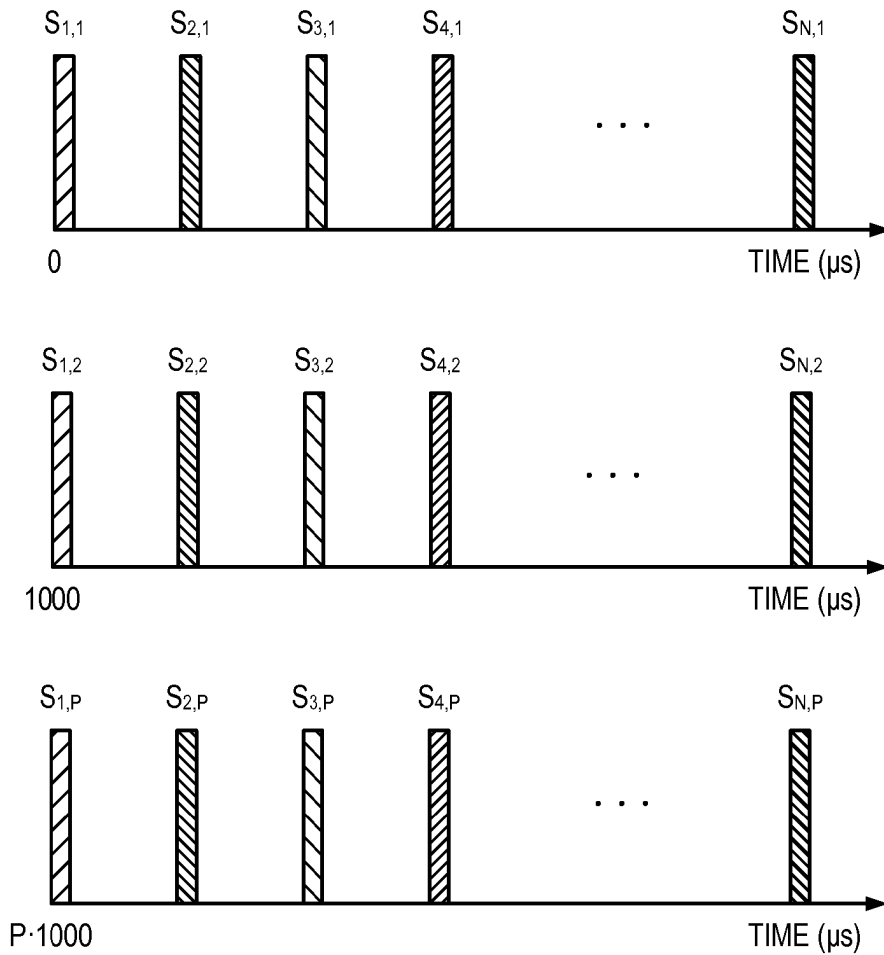 S1,1 S2,1 S3,1 S4,1 SN,1
. . .
0 TIME (µs)
S1,2 S2,2 S3,2 S4,2 SN,2
. . .
1000 TIME (µs)
S1,P S2,P S3,P S4,P SN,P
. . .
P·1000 TIME (µs)